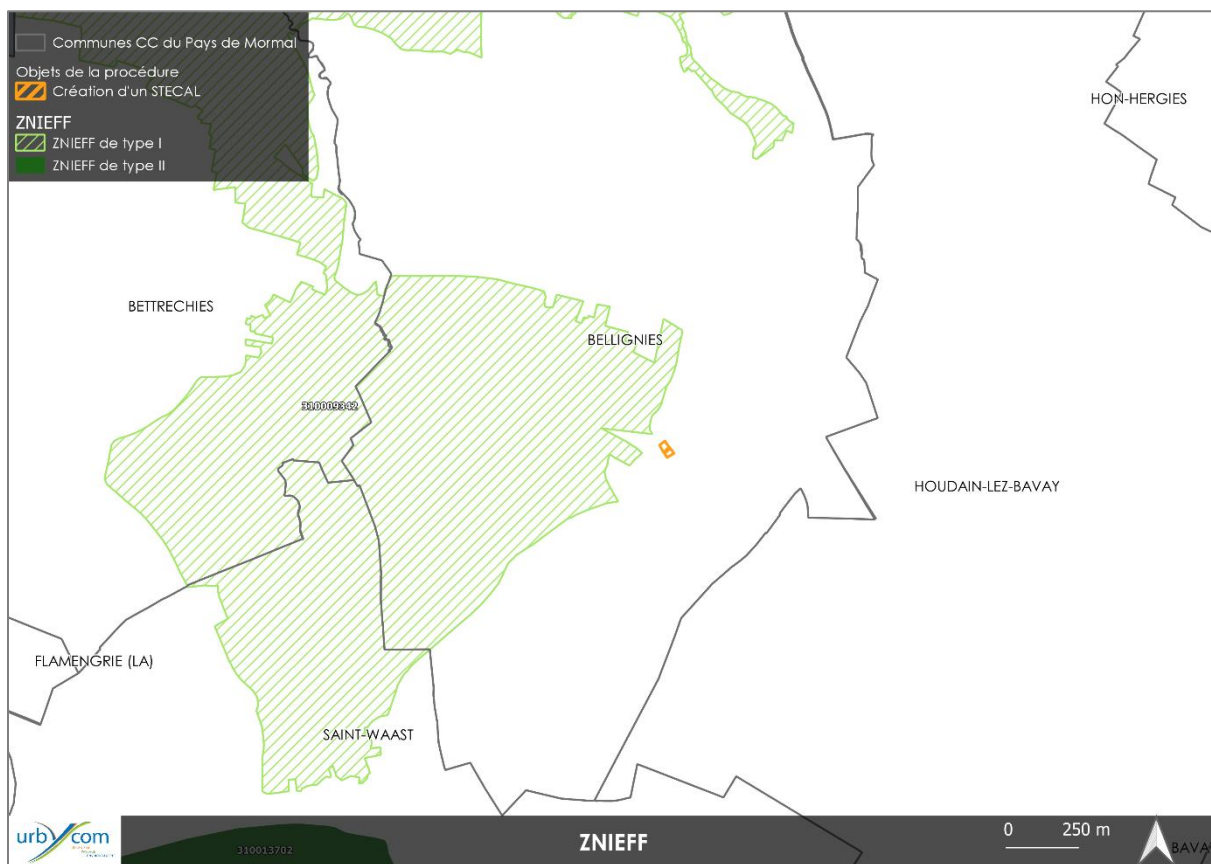 Communes CC du Pays de Mormal
Objets de la procédure
Création d'un STECAL
ZNIEFF
ZNIEFF de type I
ZNIEFF de type II
HON-HERGIES
BETTRECHIES
BELLIGNIES
310009342
HOUDAIN-LEZ-BAVAY
FLAMENGRIE (LA)
SAINT-WAAST
urbycom
310013702
ZNIEFF
0 250 m
BAVA